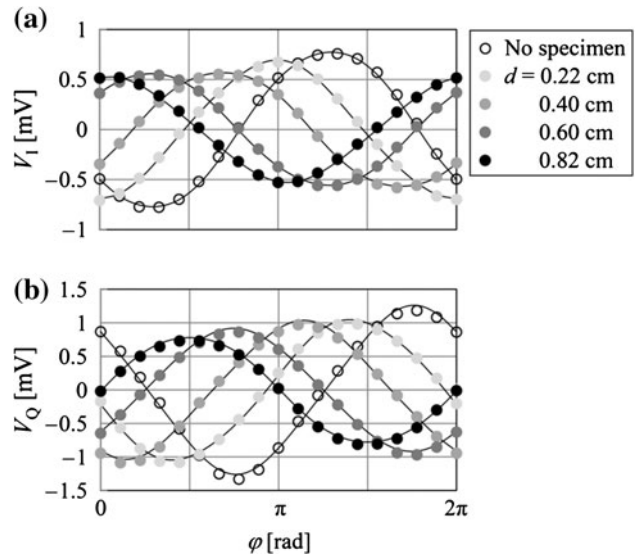 (a)
1
0.5
0
−0.5
−1
V_I [mV]
No specimen
d = 0.22 cm
0.40 cm
0.60 cm
0.82 cm
(b)
1.5
1
0.5
0
−0.5
−1
−1.5
V_Q [mV]
0
π
2π
φ [rad]